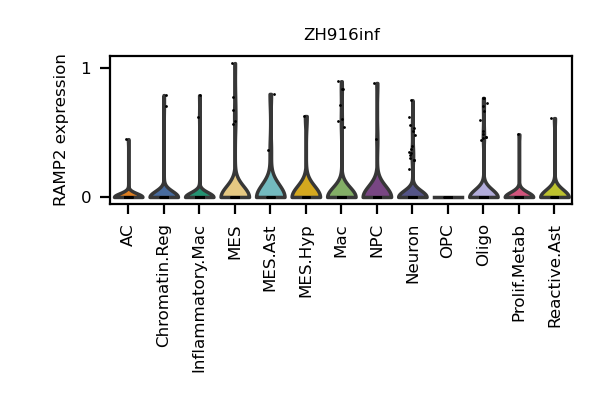 ZH916inf
RAMP2 expression
1
0
AC
Chromatin.Reg
Inflammatory.Mac
MES
MES.Ast
MES.Hyp
Mac
NPC
Neuron
OPC
Oligo
Prolif.Metab
Reactive.Ast